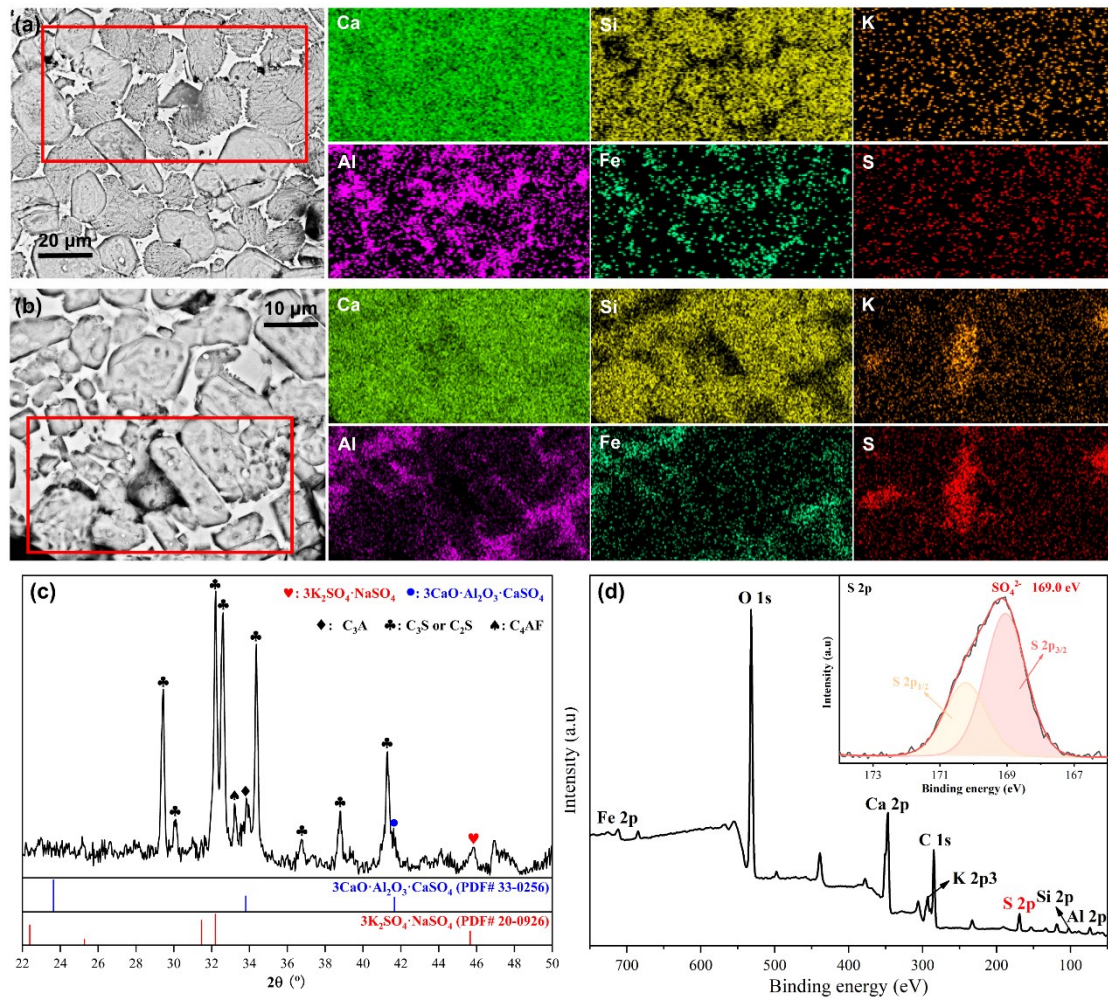 (a)
Ca
Si
K
Al
Fe
S
20 μm
(b)
10 μm
Ca
Si
K
Al
Fe
S
(c)
♥: 3K₂SO₄·NaSO₄ ●: 3CaO·Al₂O₃·CaSO₄
♦: C₃A ♣: C₃S or C₂S ♠: C₄AF
3CaO·Al₂O₃·CaSO₄ (PDF# 33-0256)
3K₂SO₄·NaSO₄ (PDF# 20-0926)
22 24 26 28 30 32 34 36 38 40 42 44 46 48 50
2θ (°)
(d)
Intensity (a.u)
O 1s
Fe 2p
Ca 2p
C 1s
K 2p3
S 2p
Si 2p
Al 2p
700 600 500 400 300 200 100
Binding energy (eV)
S 2p
SO₄²⁻ 169.0 eV
S 2p₃/₂
S 2p₁/₂
Intensity (a.u)
173 171 169 167
Binding energy (eV)